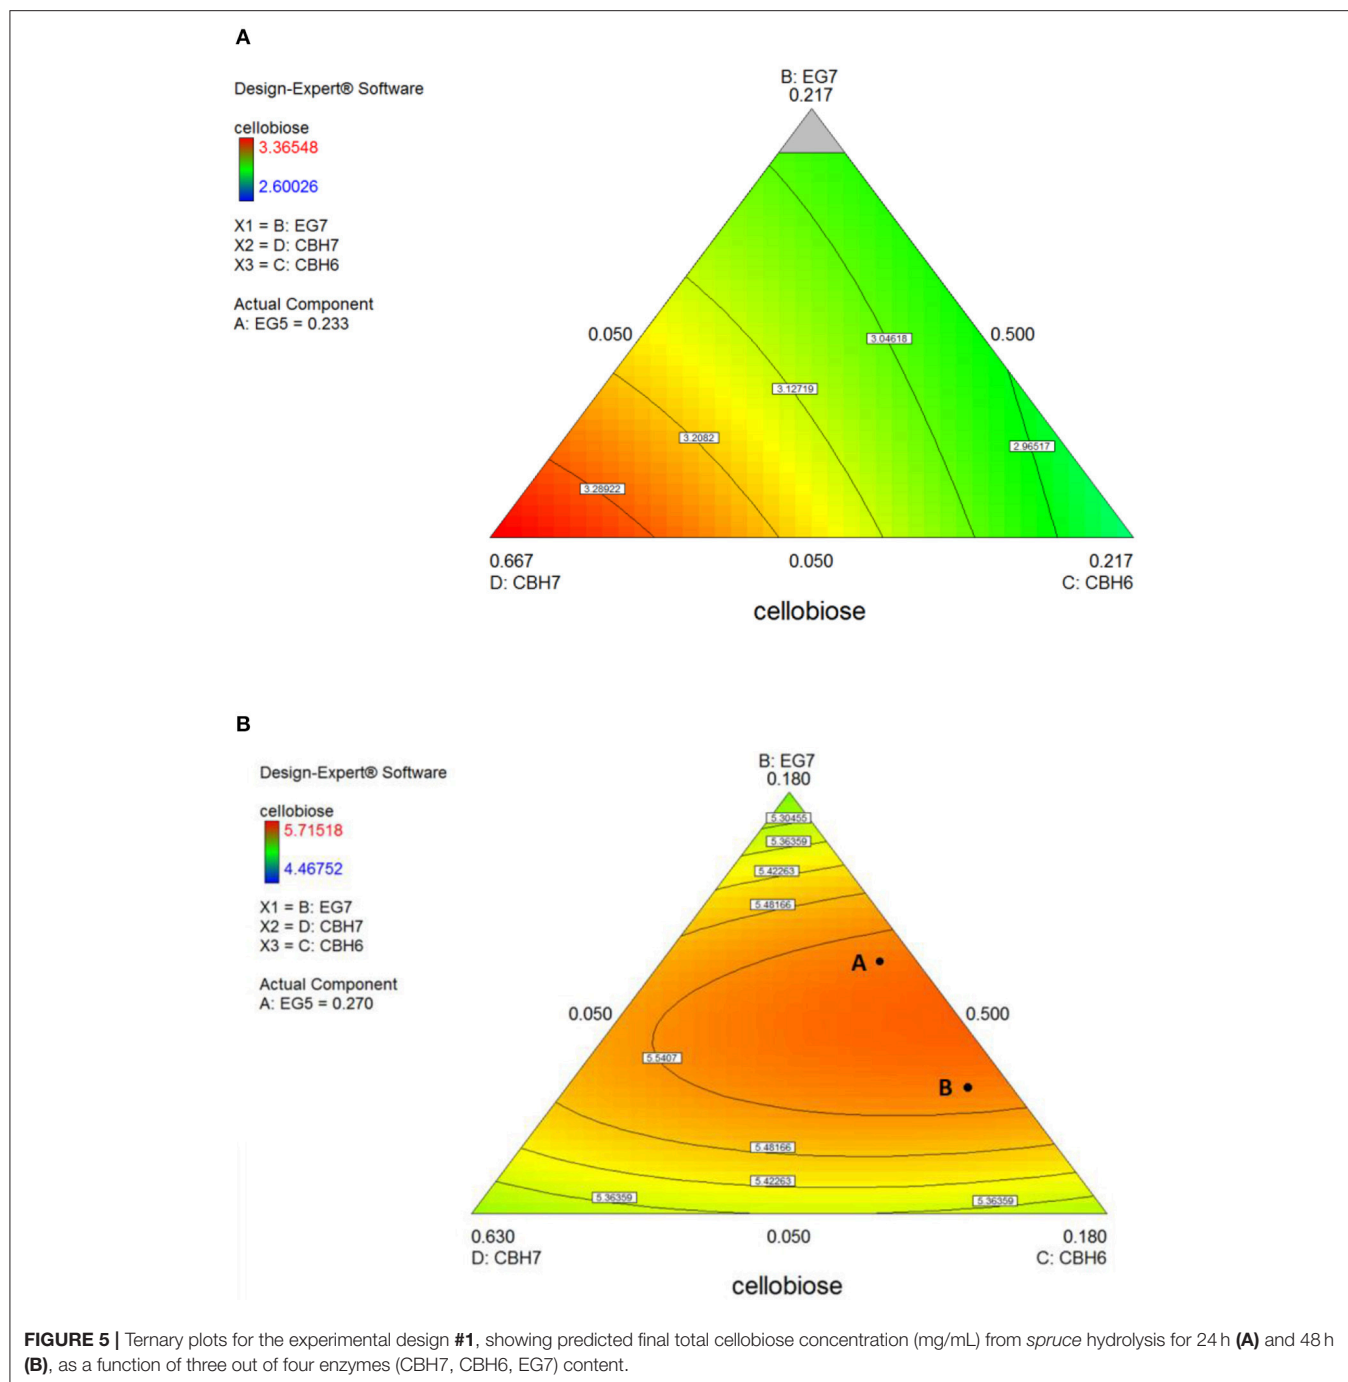 A
Design-Expert® Software
cellobiose
3.36548
2.60026
X1 = B: EG7
X2 = D: CBH7
X3 = C: CBH6
Actual Component
A: EG5 = 0.233
B: EG7
0.217
0.050
0.500
3.04618
3.12719
3.2082
2.96517
3.28922
0.667
0.050
0.217
D: CBH7
C: CBH6
cellobiose
B
Design-Expert® Software
cellobiose
5.71518
4.46752
X1 = B: EG7
X2 = D: CBH7
X3 = C: CBH6
Actual Component
A: EG5 = 0.270
B: EG7
0.180
5.30455
5.36359
5.42263
5.48166
A
0.050
0.500
5.5407
B
5.48166
5.42263
5.36359
5.36359
0.630
0.050
0.180
D: CBH7
C: CBH6
cellobiose
FIGURE 5 | Ternary plots for the experimental design #1, showing predicted final total cellobiose concentration (mg/mL) from spruce hydrolysis for 24 h (A) and 48 h
(B), as a function of three out of four enzymes (CBH7, CBH6, EG7) content.